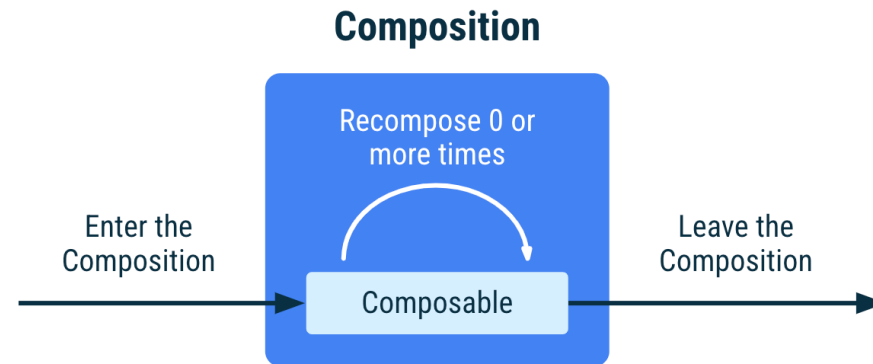 Composition
Recompose 0 or
more times
Enter the
Composition
Leave the
Composition
Composable